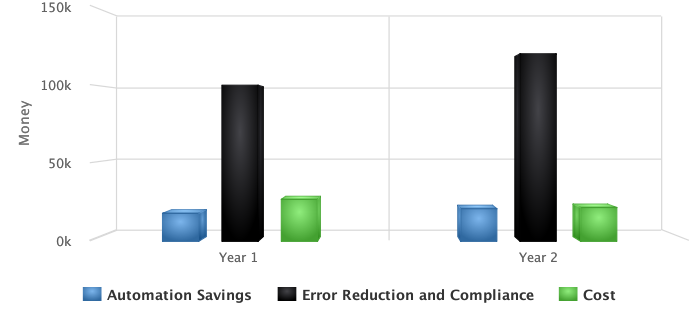 150k
100k
50k
0k
Money
Year 1
Year 2
Automation Savings
Error Reduction and Compliance
Cost